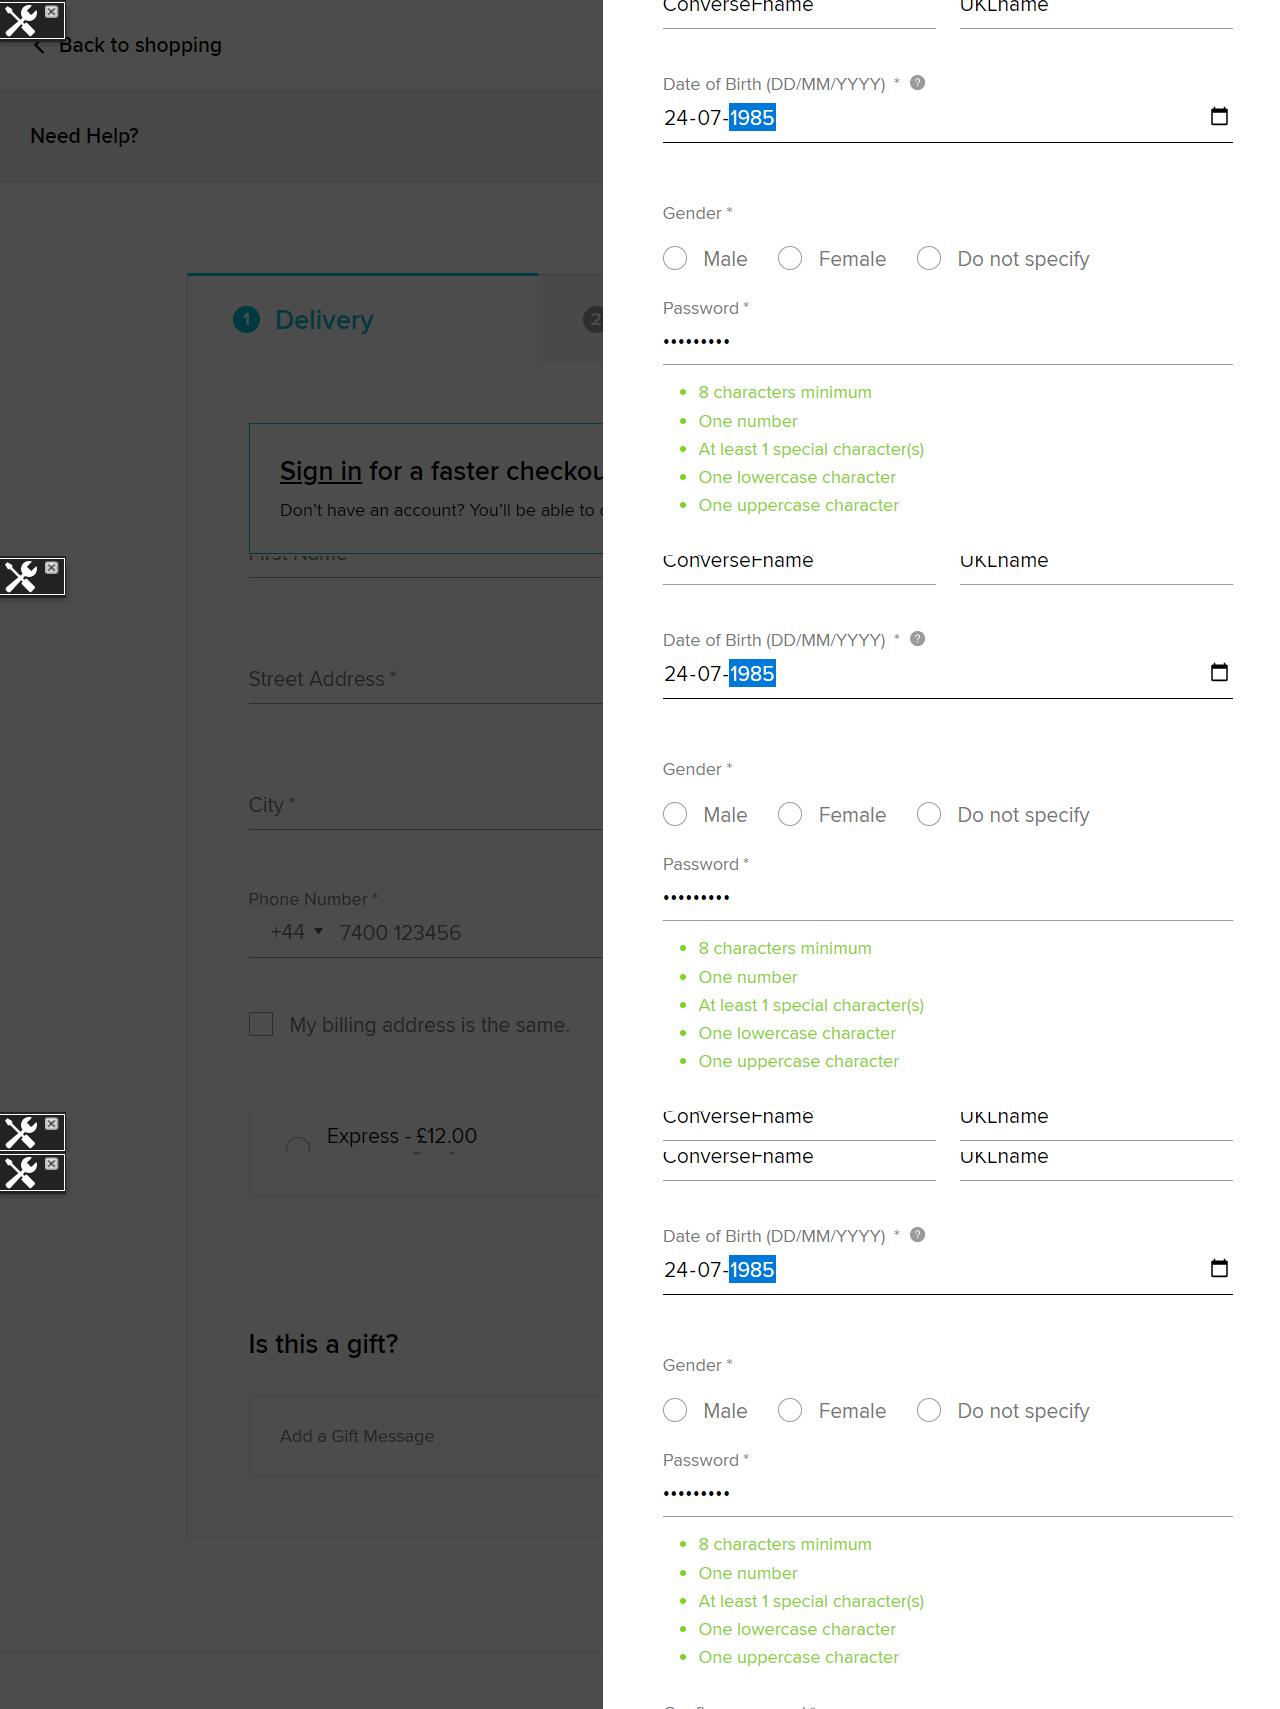 Back to shopping
Need Help?
1 Delivery
2
Sign in for a faster checkou
Don't have an account? You'll be able to
First Name
Street Address *
City *
Phone Number *
+44 7400 123456
My billing address is the same.
Express - £12.00
Is this a gift?
Add a Gift Message
ConverseFname UKLname
Date of Birth (DD/MM/YYYY) * ?
24-07-1985
Gender *
Male Female Do not specify
Password *
•••••••••
8 characters minimum
One number
At least 1 special character(s)
One lowercase character
One uppercase character
ConverseFname UKLname
Date of Birth (DD/MM/YYYY) * ?
24-07-1985
Gender *
Male Female Do not specify
Password *
•••••••••
8 characters minimum
One number
At least 1 special character(s)
One lowercase character
One uppercase character
ConverseFname UKLname
ConverseFname UKLname
Date of Birth (DD/MM/YYYY) * ?
24-07-1985
Gender *
Male Female Do not specify
Password *
•••••••••
8 characters minimum
One number
At least 1 special character(s)
One lowercase character
One uppercase character